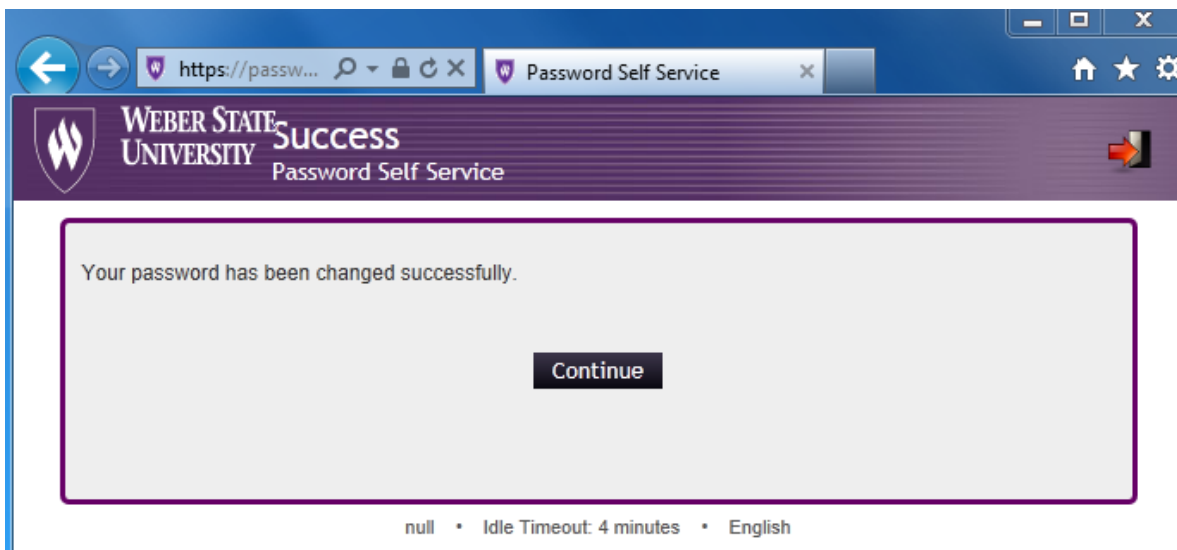 https://passw...
Password Self Service
WEBER STATE
UNIVERSITY
Success
Password Self Service
Your password has been changed successfully.
Continue
null • Idle Timeout: 4 minutes • English